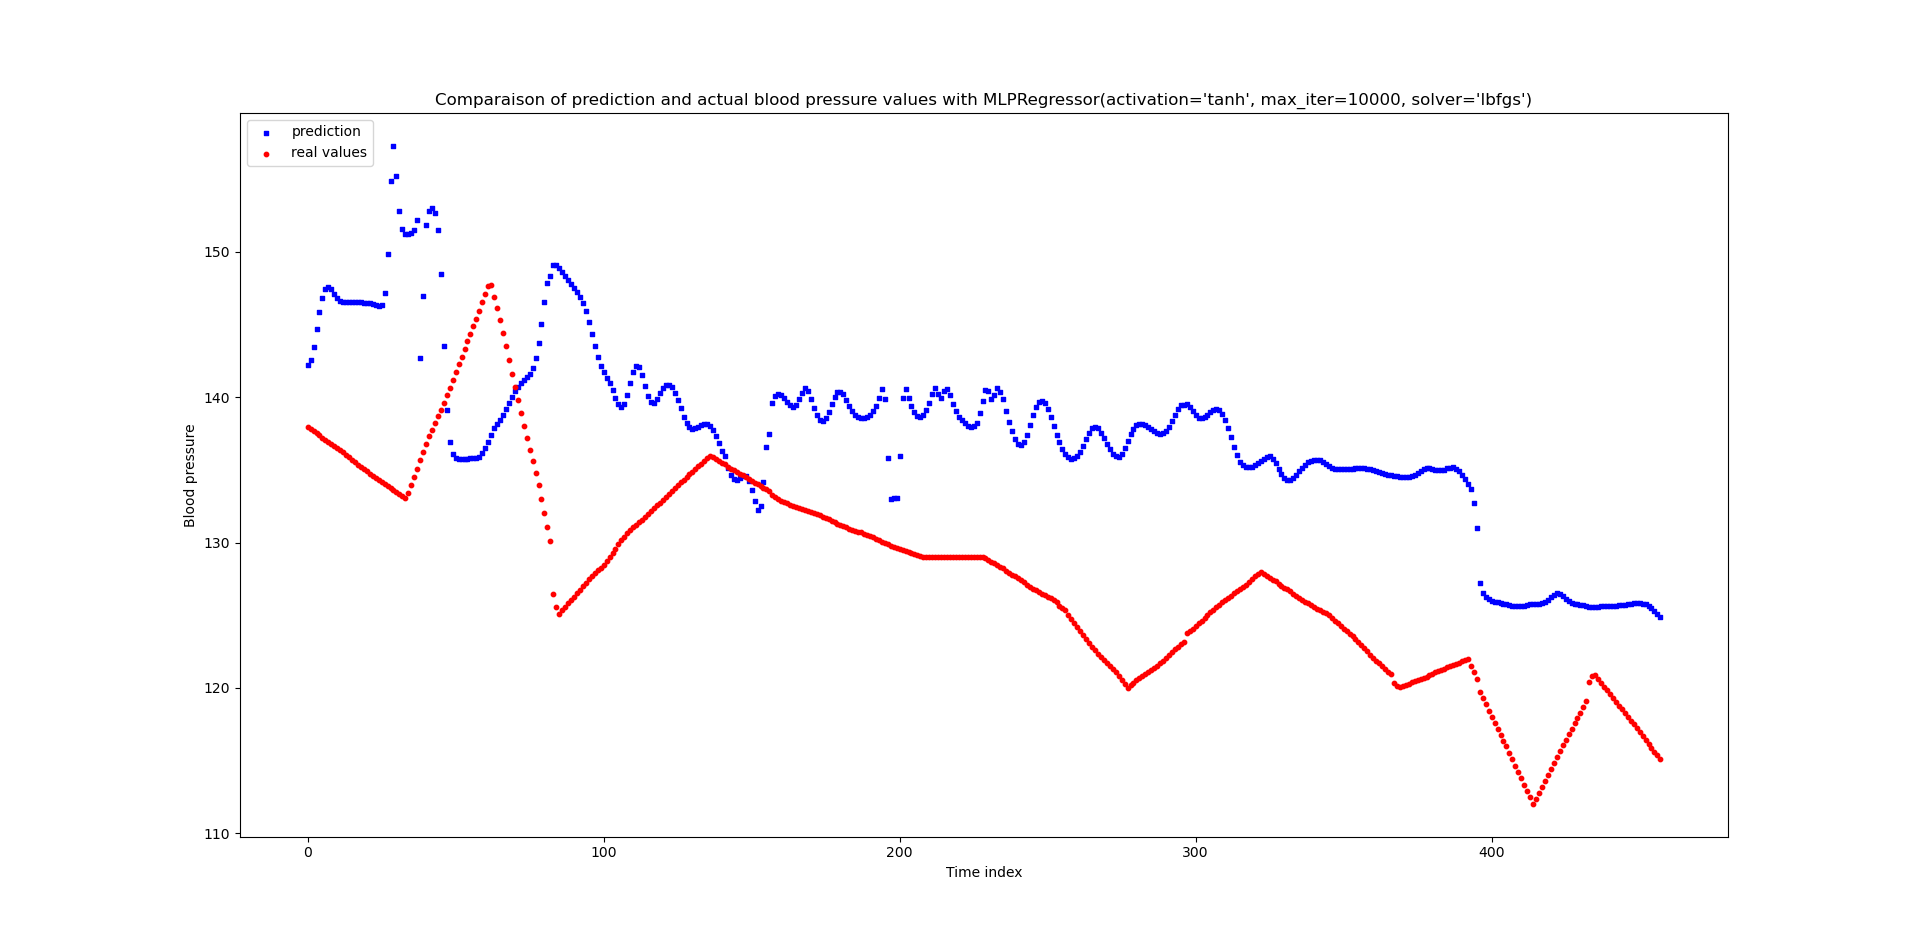 Comparaison of prediction and actual blood pressure values with MLPRegressor(activation='tanh', max_iter=10000, solver='lbfgs')
prediction
real values
150
140
130
120
110
Blood pressure
0 100 200 300 400
Time index